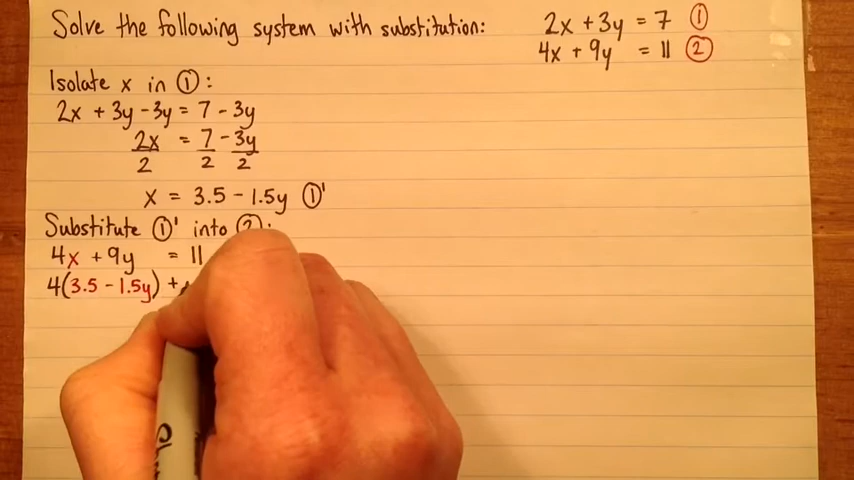 Solve the following system with substitution:
2x + 3y = 7 ①
4x + 9y = 11 ②
Isolate x in ①:
2x + 3y - 3y = 7 - 3y
2x = 7 - 3y
2 2 2
x = 3.5 - 1.5y ①'
Substitute ①' into ②:
4x + 9y = 11
4(3.5 - 1.5y) +